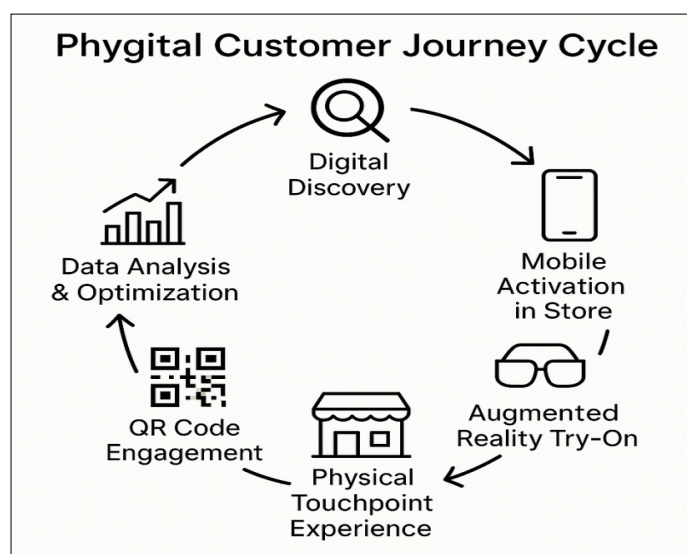 Phygital Customer Journey Cycle
Digital
Discovery
Mobile
Activation
in Store
Augmented
Reality Try-On
Physical
Touchpoint
Experience
QR Code
Engagement
Data Analysis
& Optimization